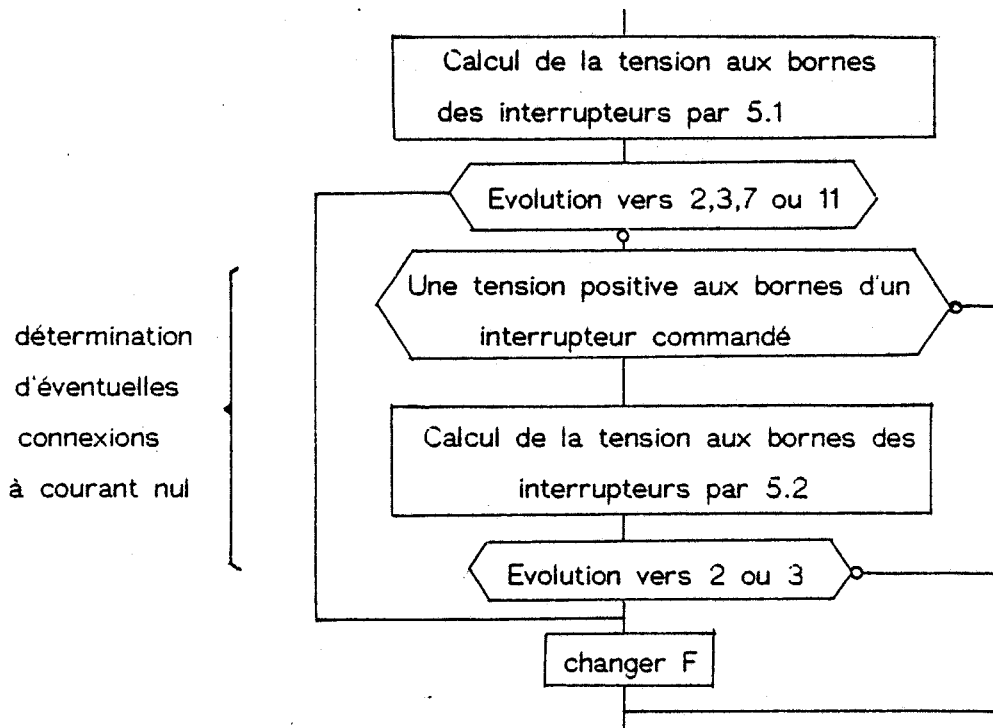 Calcul de la tension aux bornes
des interrupteurs par 5.1
Evolution vers 2,3,7 ou 11
Une tension positive aux bornes d'un
interrupteur commandé
détermination
d'éventuelles
connexions
à courant nul
Calcul de la tension aux bornes des
interrupteurs par 5.2
Evolution vers 2 ou 3
changer F